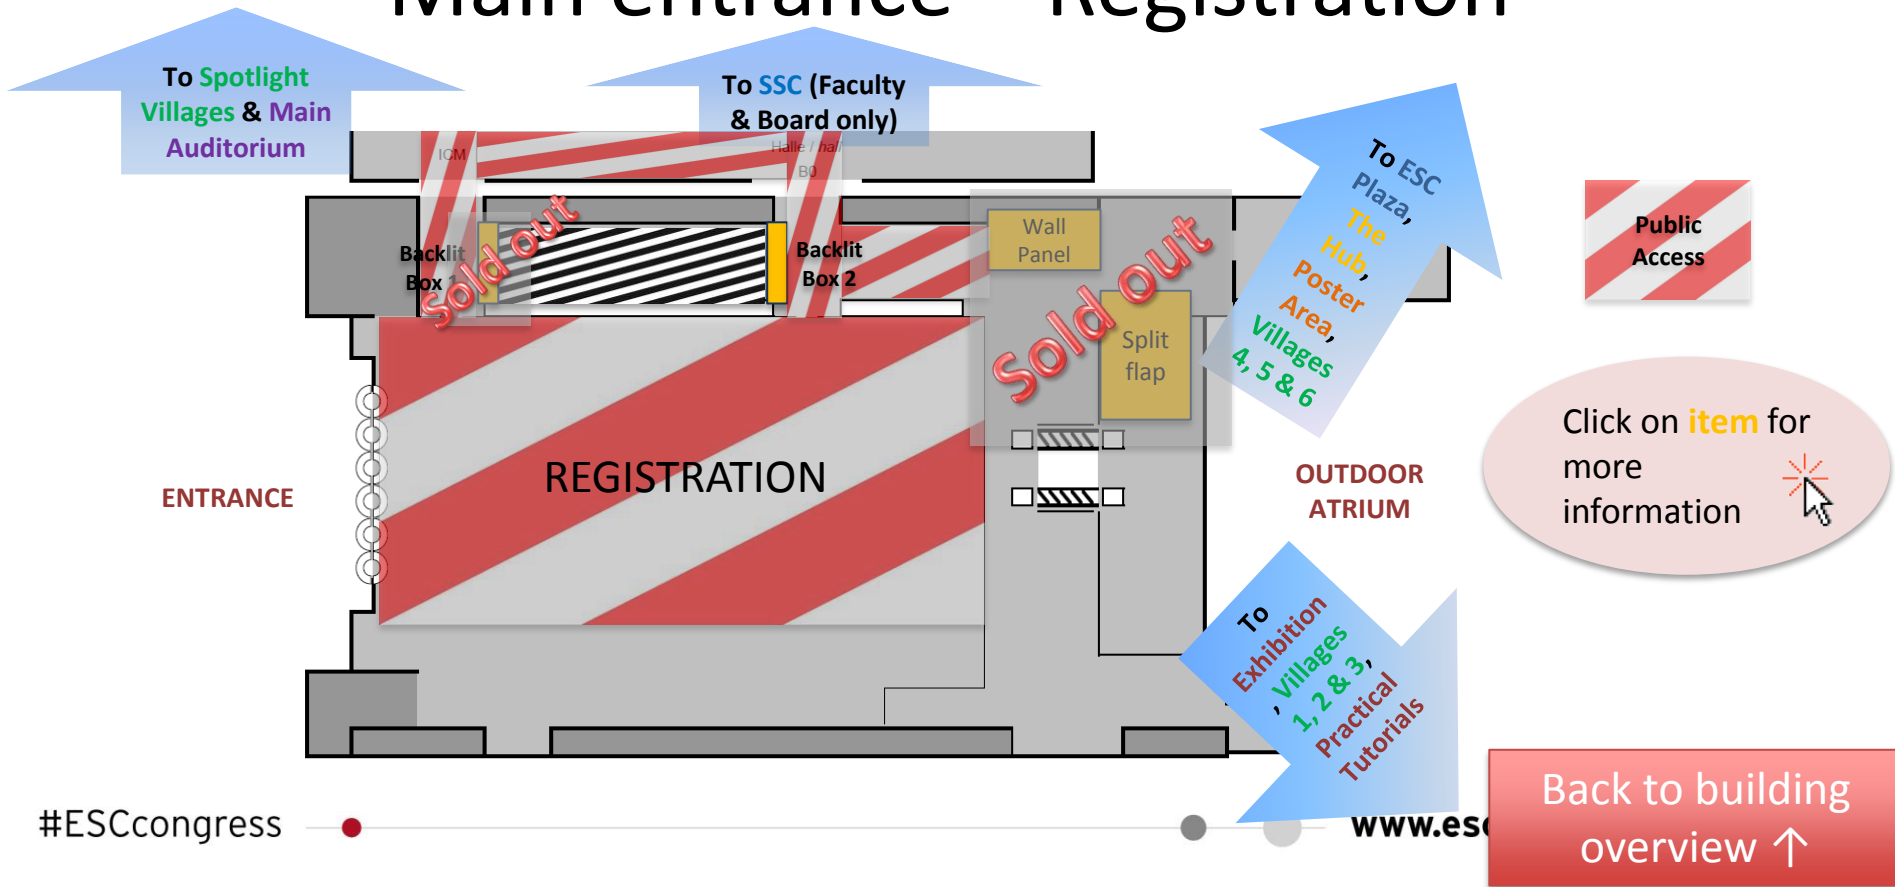 Main entrance – Registration
To Spotlight
Villages & Main
Auditorium
To SSC (Faculty
& Board only)
ICM
Halle / hall
B0
To ESC
Plaza,
The
Hub,
Poster
Area,
Villages
4, 5 & 6
Public
Access
Backlit
Box 1
Sold out
Backlit
Box 2
Wall
Panel
Sold out
Split
flap
Click on item for
more
information
REGISTRATION
ENTRANCE
OUTDOOR
ATRIUM
To
Exhibition
, Villages
1, 2 & 3,
Practical
Tutorials
Back to building
overview ↑
#ESCcongress
www.esc